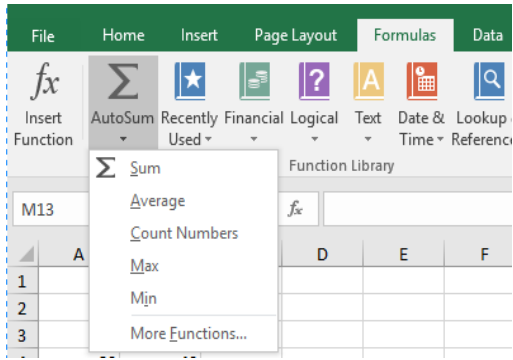 File Home Insert Page Layout Formulas Data
fx Σ ? A
Insert Function AutoSum Recently Used Financial Logical Text Date & Time Lookup & Referenc
Σ Sum
Function Library
Average
M13 fx
Count Numbers
A D E F
Max
1
Min
2
More Functions...
3